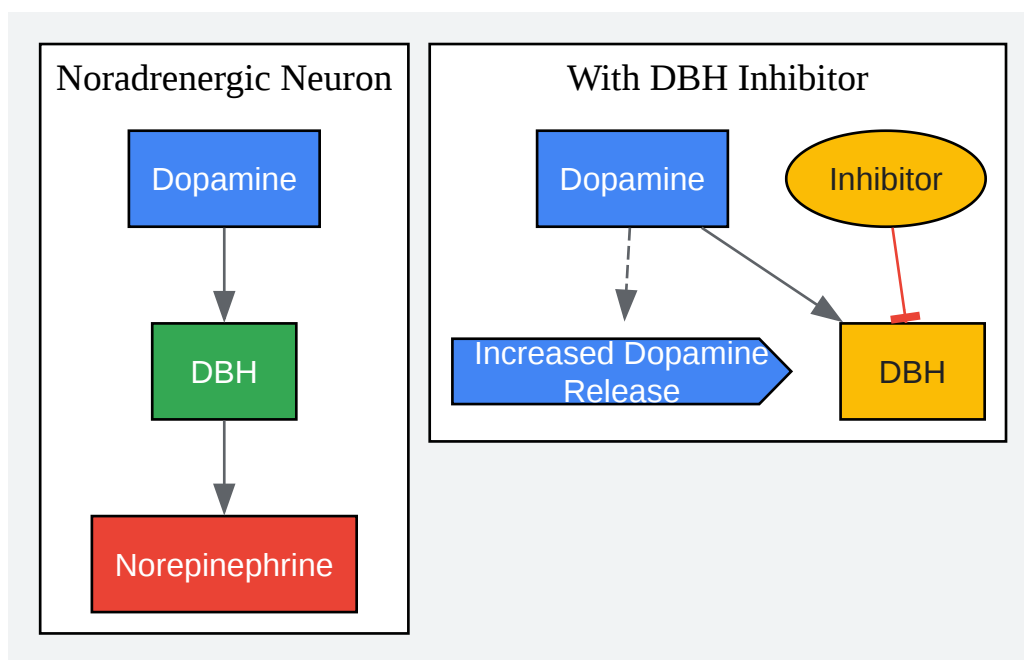 Noradrenergic Neuron
Dopamine
DBH
Norepinephrine
With DBH Inhibitor
Dopamine
Inhibitor
Increased Dopamine
Release
DBH